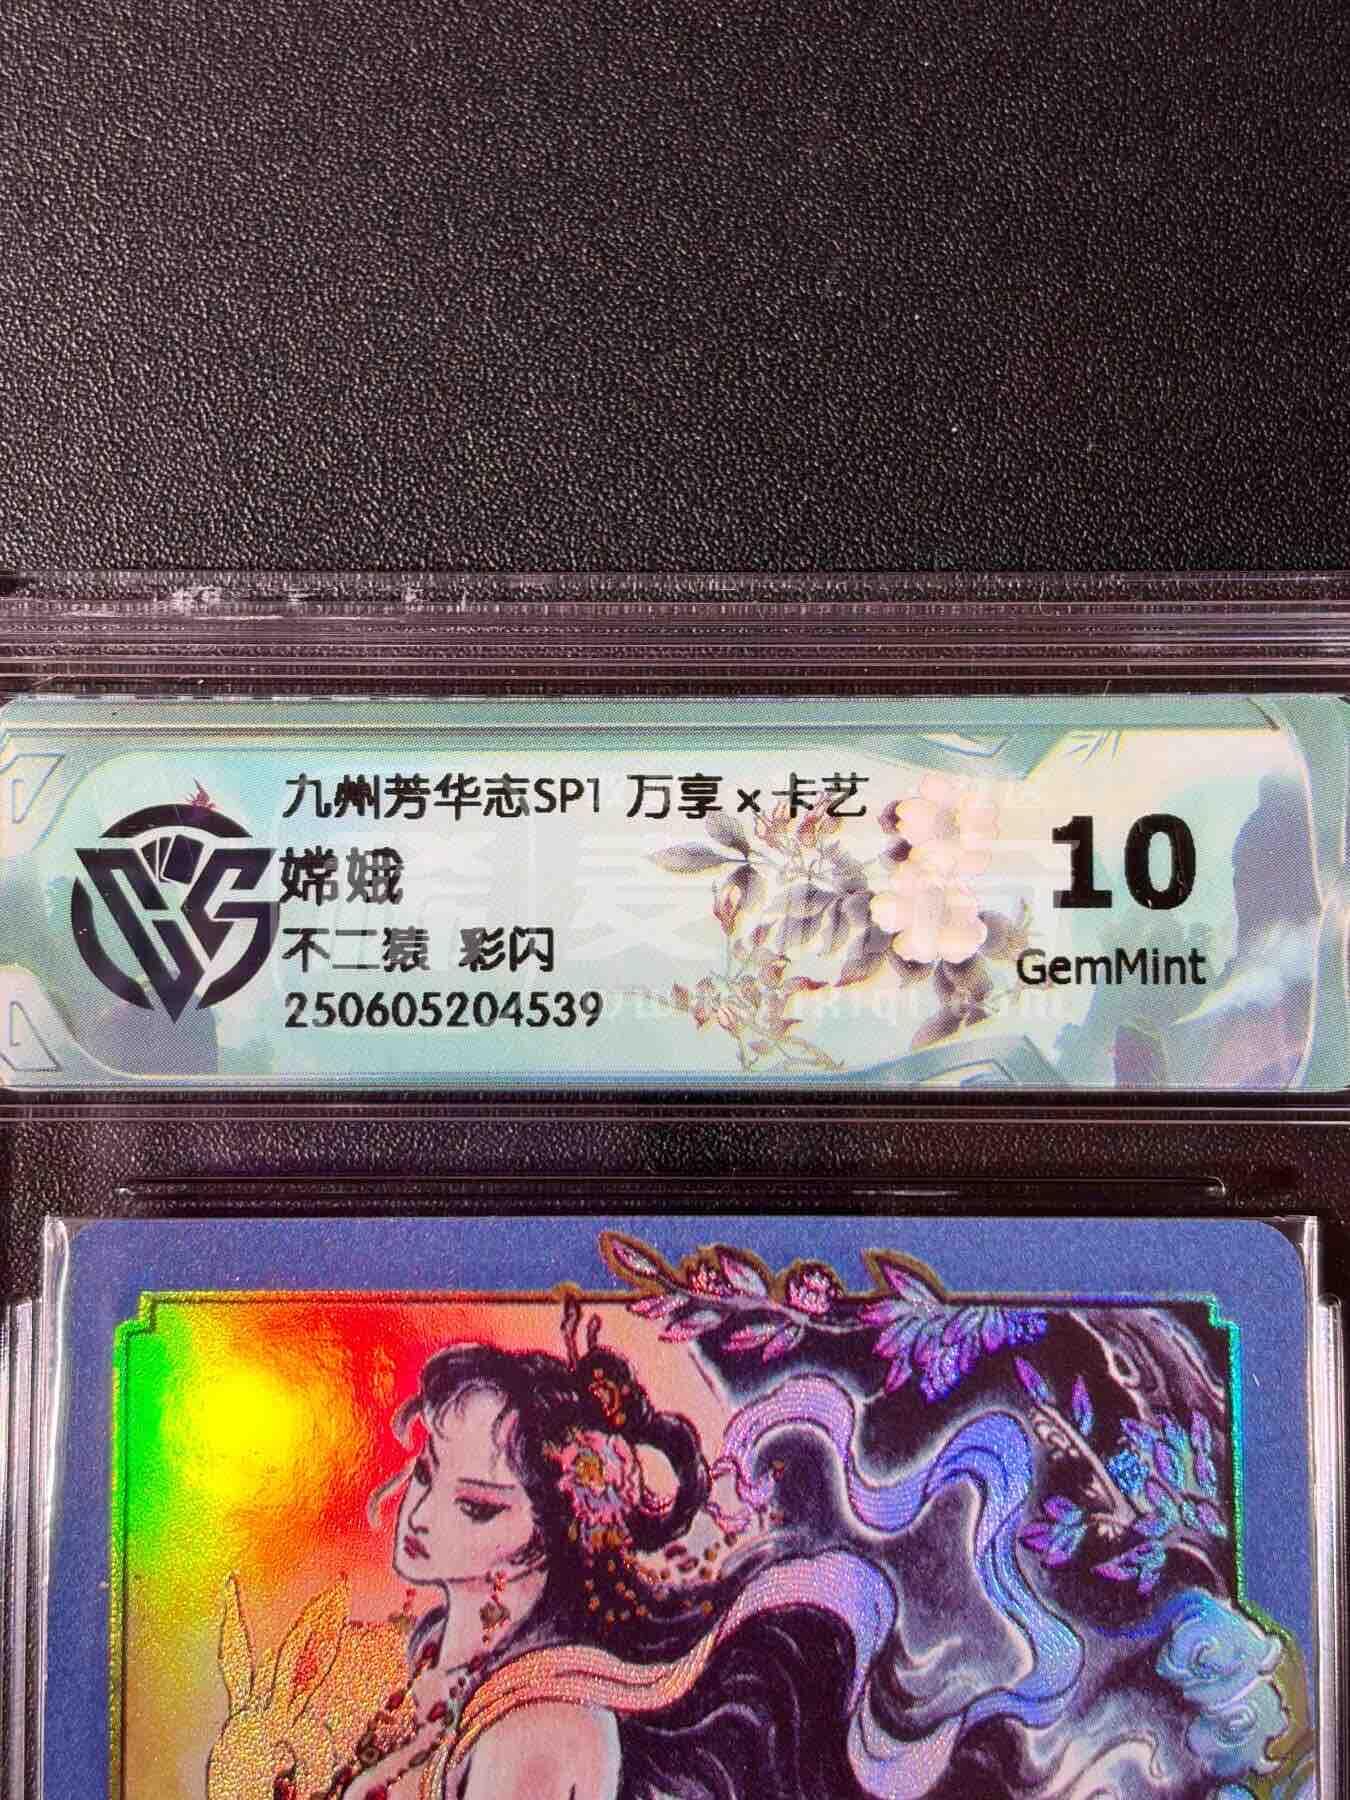 九州芳华志SP1 万享 x 卡艺
嫦娥
不二猿 彩闪
250605204539
10
GemMint